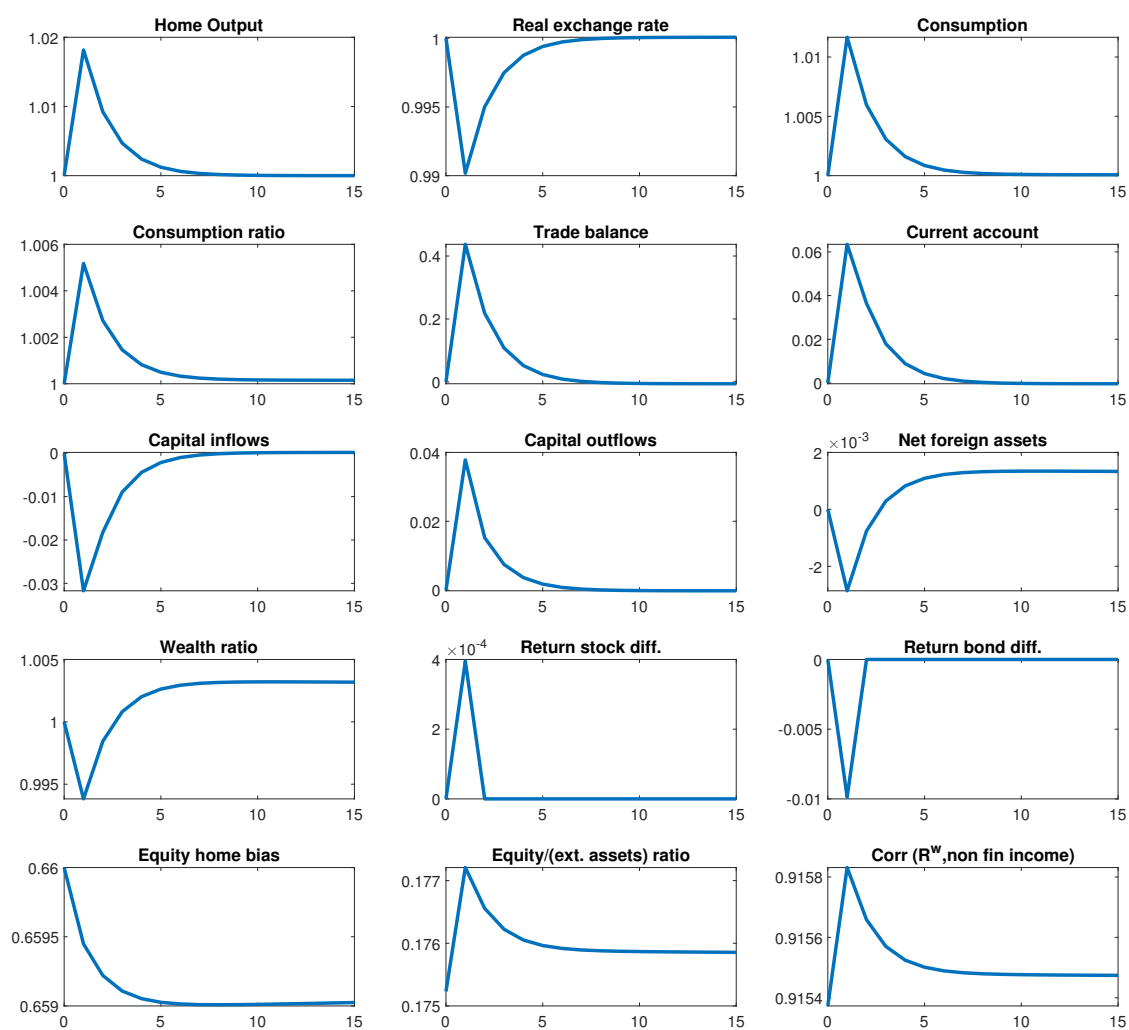 Home Output
1.02
1.01
1
0 5 10 15
Real exchange rate
1
0.995
0.99
0 5 10 15
Consumption
1.01
1.005
1
0 5 10 15
Consumption ratio
1.006
1.004
1.002
1
0 5 10 15
Trade balance
0.4
0.2
0
0 5 10 15
Current account
0.06
0.04
0.02
0
0 5 10 15
Capital inflows
0
-0.01
-0.02
-0.03
0 5 10 15
Capital outflows
0.04
0.02
0
0 5 10 15
Net foreign assets
×10⁻³
2
0
-2
0 5 10 15
Wealth ratio
1.005
1
0.995
0 5 10 15
Return stock diff.
×10⁻⁴
4
2
0
0 5 10 15
Return bond diff.
0
-0.005
-0.01
0 5 10 15
Equity home bias
0.66
0.6595
0.659
0 5 10 15
Equity/(ext. assets) ratio
0.177
0.176
0.175
0 5 10 15
Corr (Rʷ,non fin income)
0.9158
0.9156
0.9154
0 5 10 15